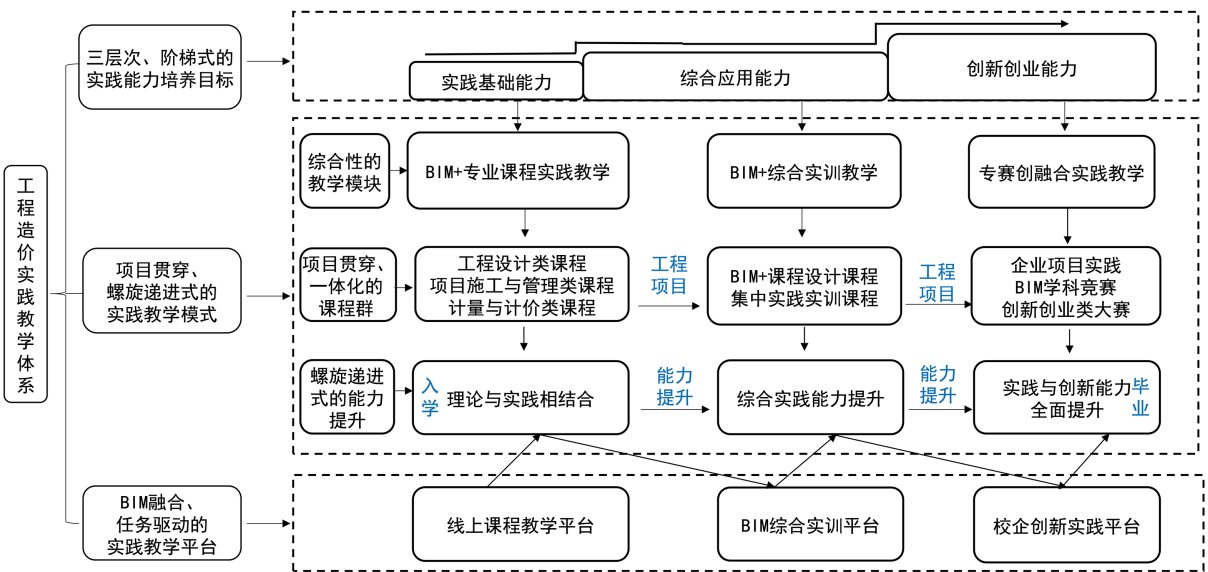 工程造价实践教学体系
三层次、阶梯式的
实践能力培养目标
实践基础能力
综合应用能力
创新创业能力
项目贯穿、
螺旋递进式的
实践教学模式
综合性的
教学模块
BIM+专业课程实践教学
BIM+综合实训教学
专赛创融合实践教学
项目贯穿、
一体化的
课程群
工程设计类课程
项目施工与管理类课程
计量与计价类课程
工程
项目
BIM+课程设计课程
集中实践实训课程
工程
项目
企业项目实践
BIM学科竞赛
创新创业类大赛
螺旋递进
式的能力
提升
入学
理论与实践相结合
能力
提升
综合实践能力提升
能力
提升
实践与创新能力
全面提升
毕业
BIM融合、
任务驱动的
实践教学平台
线上课程教学平台
BIM综合实训平台
校企创新实践平台